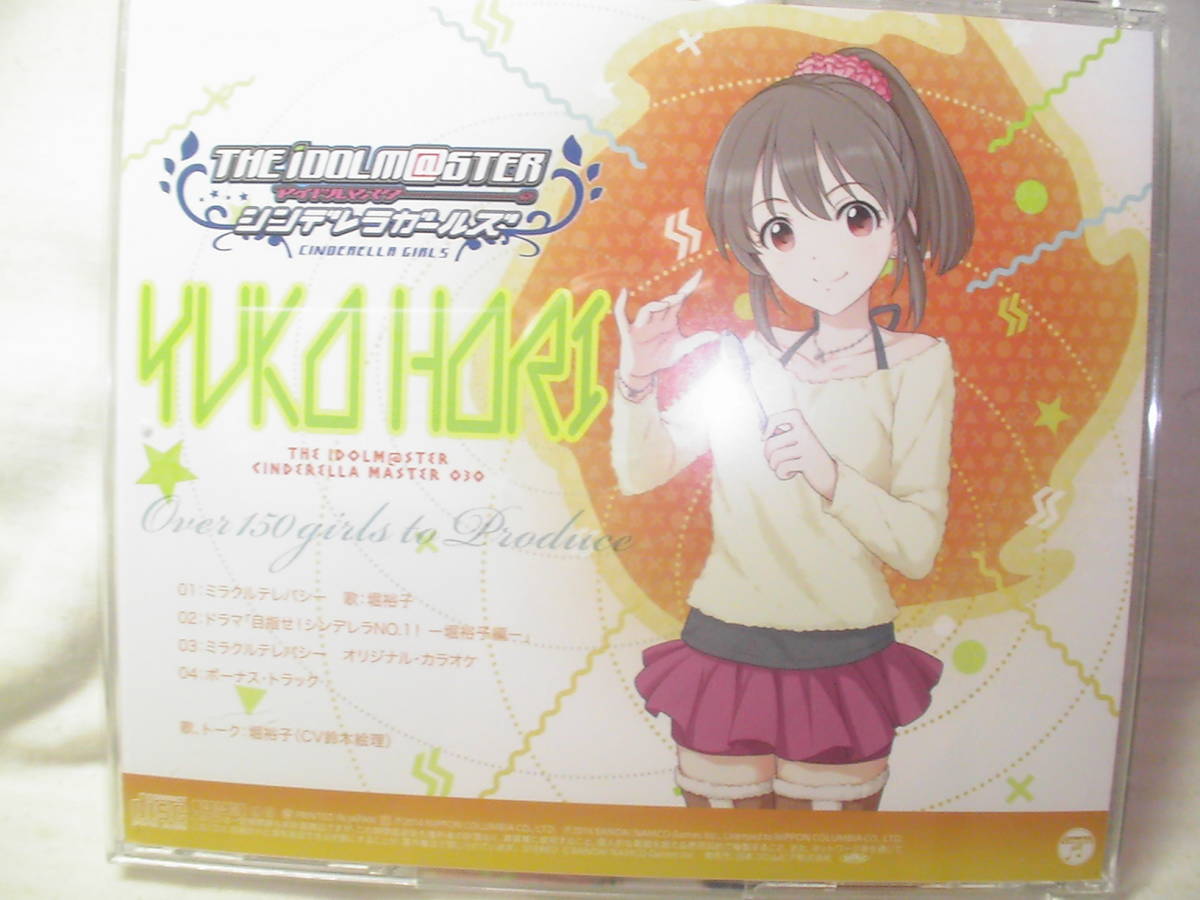 THE iDOLM@STER
アイドルマスター
シンデレラガールズ
CINDERELLA GIRLS
YUKO HORI
THE IDOLM@STER
CINDERELLA MASTER 030
Over 150 girls to Produce
01:ミラクルテレパシー 歌:堀裕子
02:ドラマ「目指せ!シンデレラNO.1! ー堀裕子編ー」
03:ミラクルテレパシー オリジナル・カラオケ
04:ボーナス・トラック
歌、トーク:堀裕子(CV鈴木絵理)